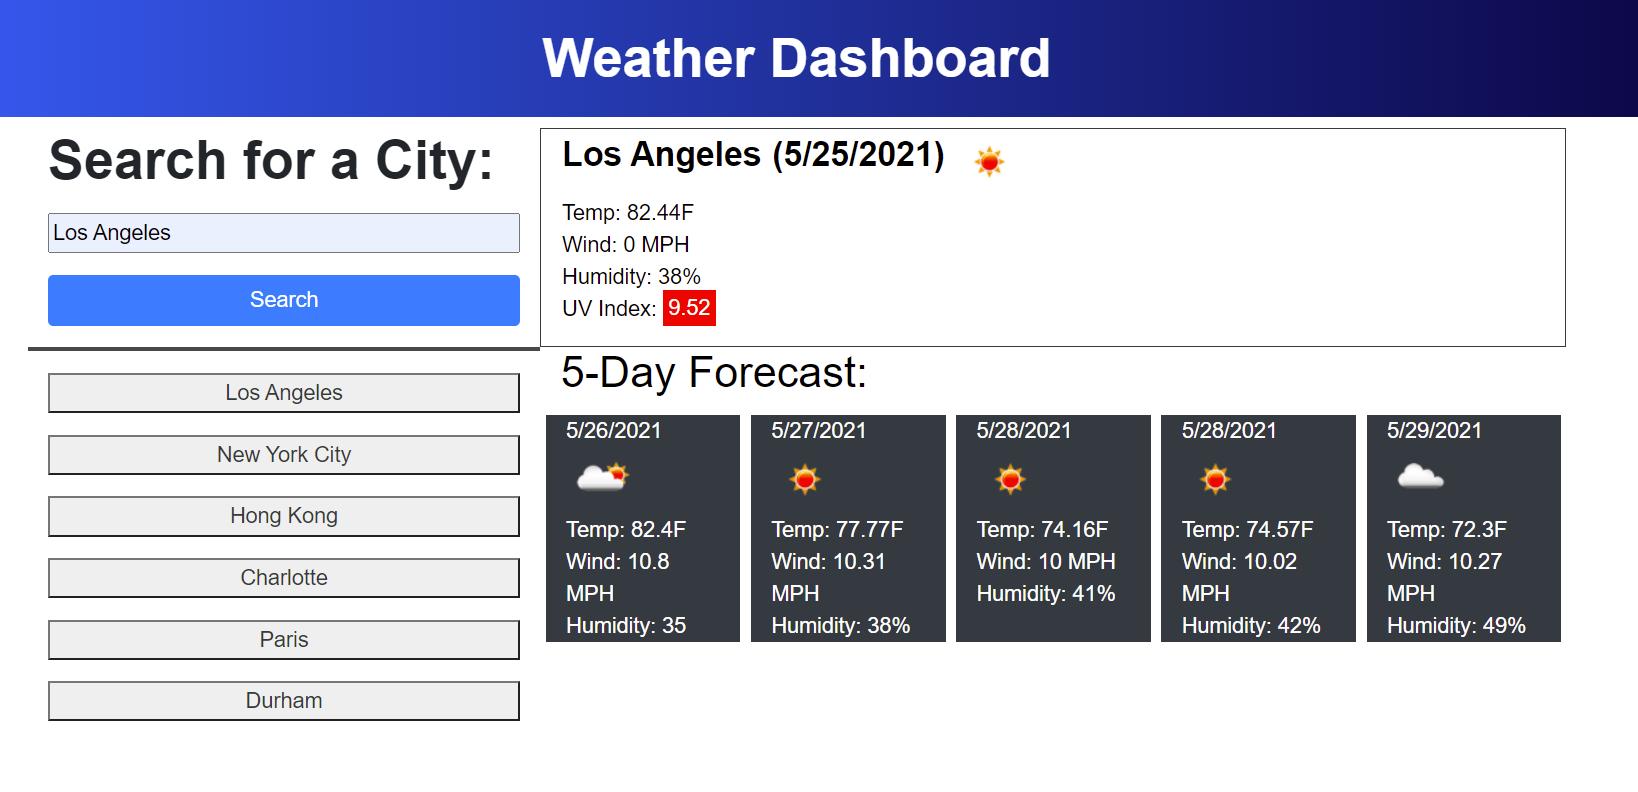 Weather Dashboard
Search for a City:
Los Angeles
Search
Los Angeles
New York City
Hong Kong
Charlotte
Paris
Durham
Los Angeles (5/25/2021)
Temp: 82.44F
Wind: 0 MPH
Humidity: 38%
UV Index: 9.52
5-Day Forecast:
5/26/2021
Temp: 82.4F
Wind: 10.8
MPH
Humidity: 35
5/27/2021
Temp: 77.77F
Wind: 10.31
MPH
Humidity: 38%
5/28/2021
Temp: 74.16F
Wind: 10 MPH
Humidity: 41%
5/28/2021
Temp: 74.57F
Wind: 10.02
MPH
Humidity: 42%
5/29/2021
Temp: 72.3F
Wind: 10.27
MPH
Humidity: 49%